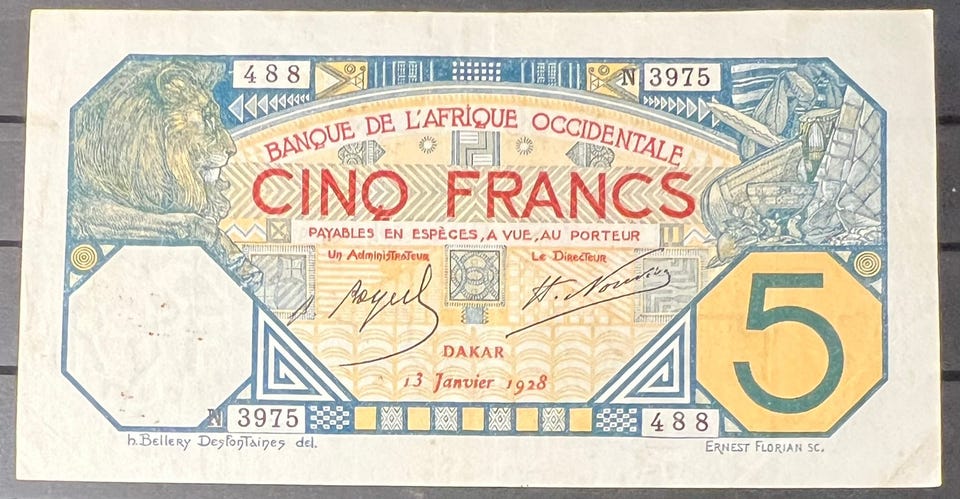 488
N 3975
BANQUE DE L'AFRIQUE OCCIDENTALE
CINQ FRANCS
PAYABLES EN ESPÈCES, A VUE, AU PORTEUR
Un Administrateur
Le Directeur
DAKAR
13 Janvier 1928
5
N 3975
488
h. Bellery Desfontaines del.
ERNEST FLORIAN SC.